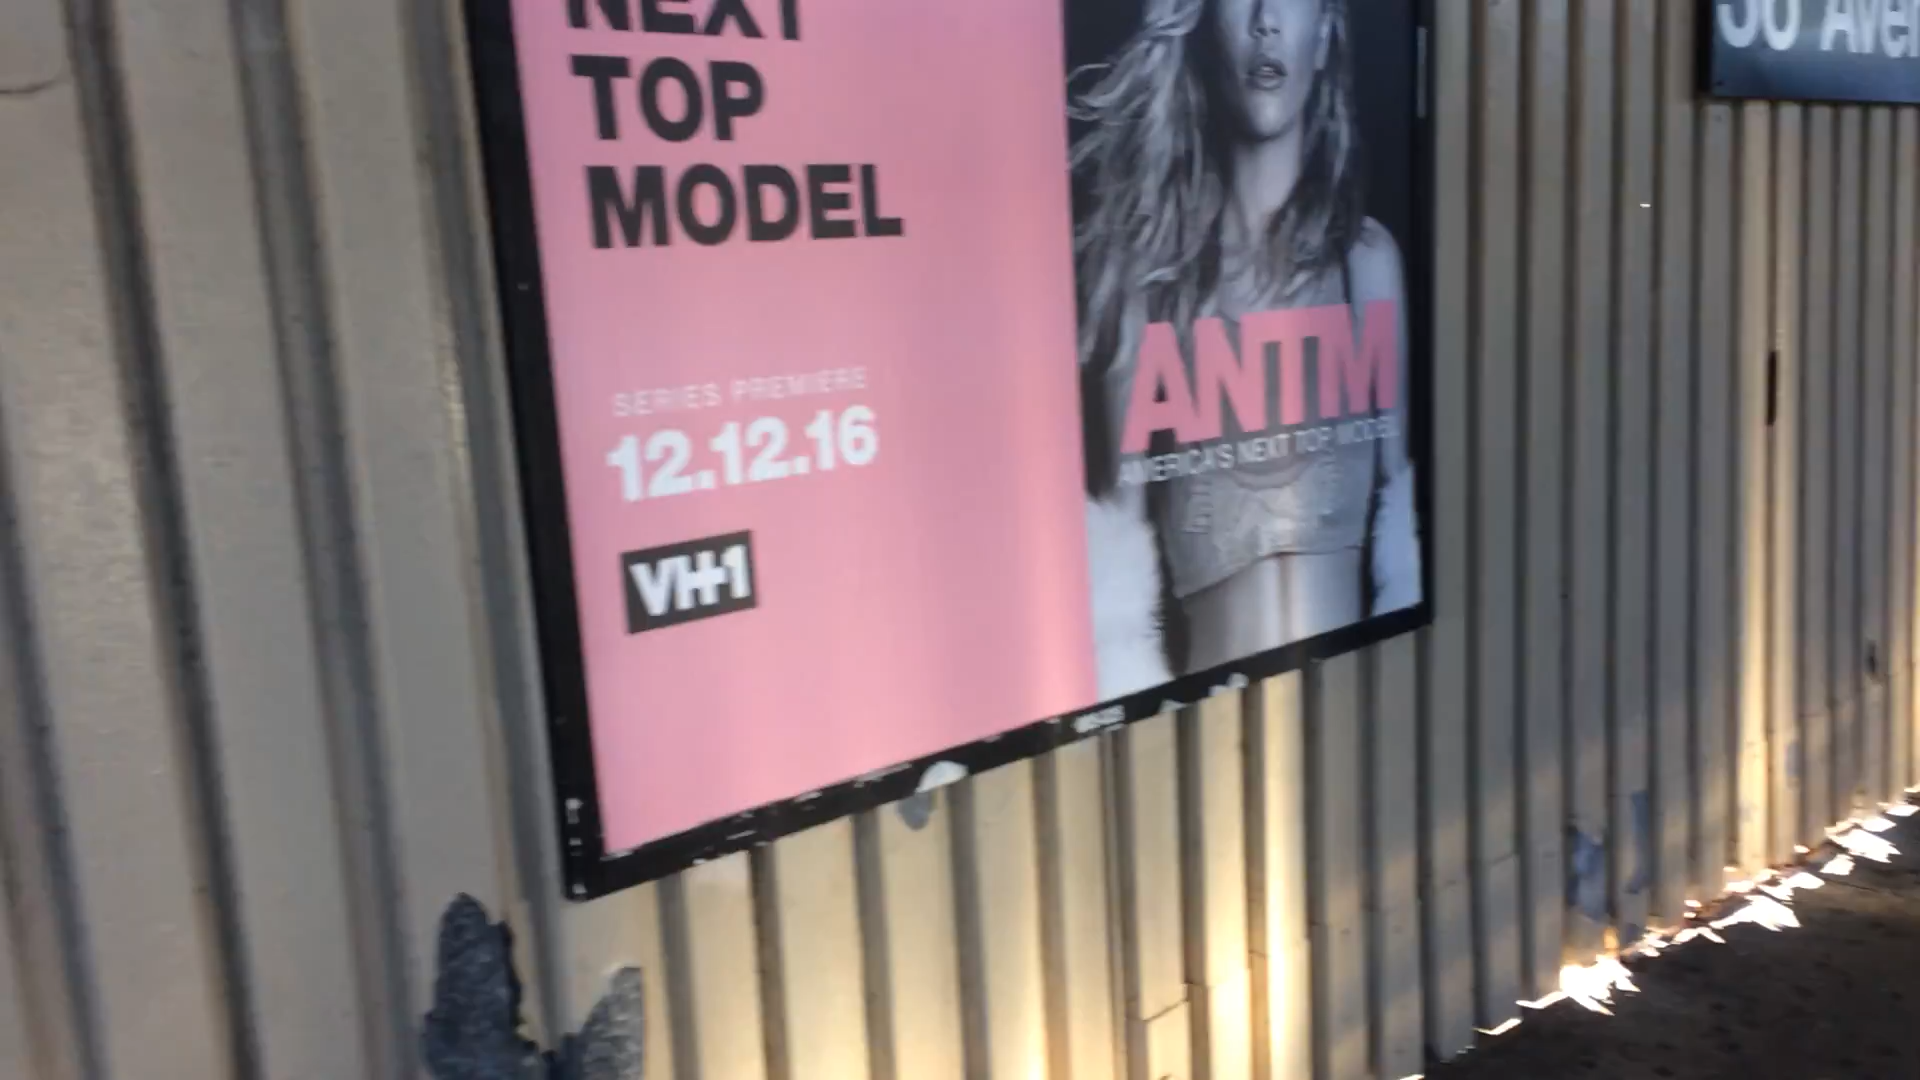 NEXT
TOP
MODEL
SERIES PREMIERE
12.12.16
VH1
ANTM
AMERICA'S NEXT TOP MODEL